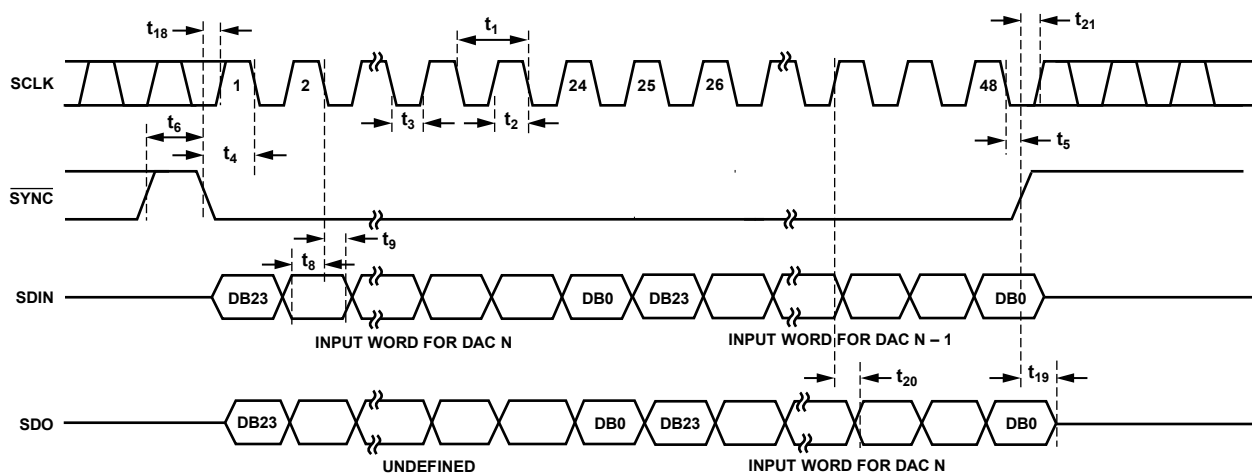 t18
t1
t21
SCLK
1
2
24
25
26
48
t6
t3
t2
t4
t5
SYNC
t9
t8
SDIN
DB23
DB0
DB23
DB0
INPUT WORD FOR DAC N
INPUT WORD FOR DAC N – 1
t20
t19
SDO
DB23
DB0
DB23
DB0
UNDEFINED
INPUT WORD FOR DAC N